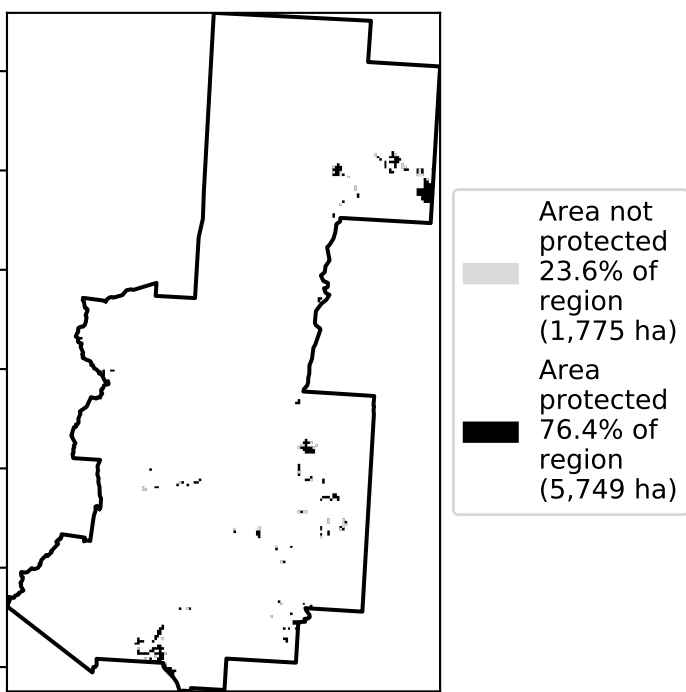 Area not
protected
23.6% of
region
(1,775 ha)
Area
protected
76.4% of
region
(5,749 ha)